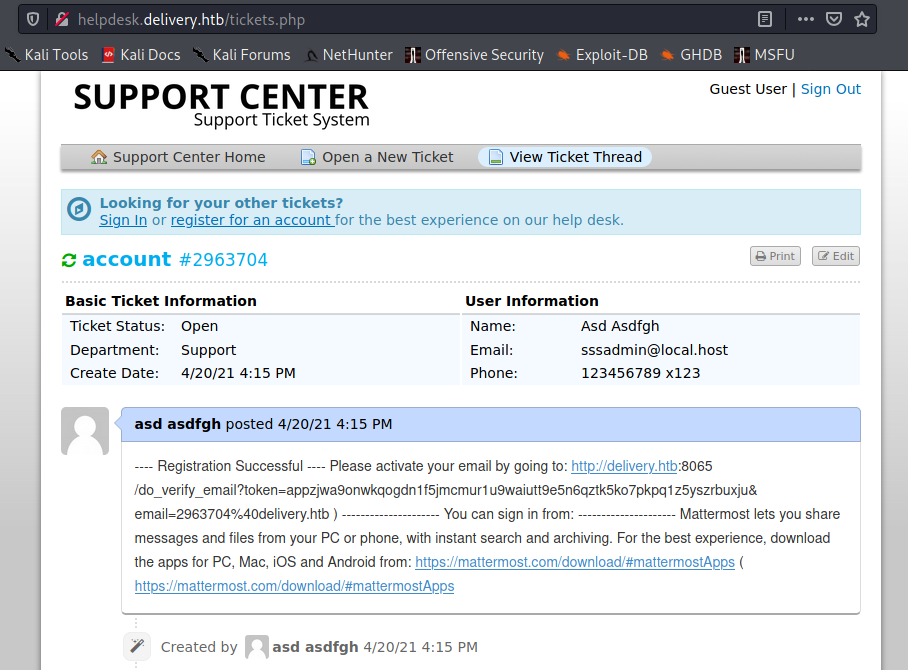 helpdesk.delivery.htb/tickets.php
Kali Tools Kali Docs Kali Forums NetHunter Offensive Security Exploit-DB GHDB MSFU
SUPPORT CENTER
Support Ticket System
Guest User | Sign Out
Support Center Home Open a New Ticket View Ticket Thread
Looking for your other tickets?
Sign In or register for an account for the best experience on our help desk.
account #2963704 Print Edit
Basic Ticket Information
Ticket Status: Open
Department: Support
Create Date: 4/20/21 4:15 PM
User Information
Name: Asd Asdfgh
Email: sssadmin@local.host
Phone: 123456789 x123
asd asdfgh posted 4/20/21 4:15 PM
---- Registration Successful ---- Please activate your email by going to: http://delivery.htb:8065
/do_verify_email?token=appzjwa9onwkqogdn1f5jmcmur1u9waiutt9e5n6qztk5ko7pkpq1z5yszrbuxju&
email=2963704%40delivery.htb ) --------------------- You can sign in from: --------------------- Mattermost lets you share
messages and files from your PC or phone, with instant search and archiving. For the best experience, download
the apps for PC, Mac, iOS and Android from: https://mattermost.com/download/#mattermostApps (
https://mattermost.com/download/#mattermostApps
Created by asd asdfgh 4/20/21 4:15 PM